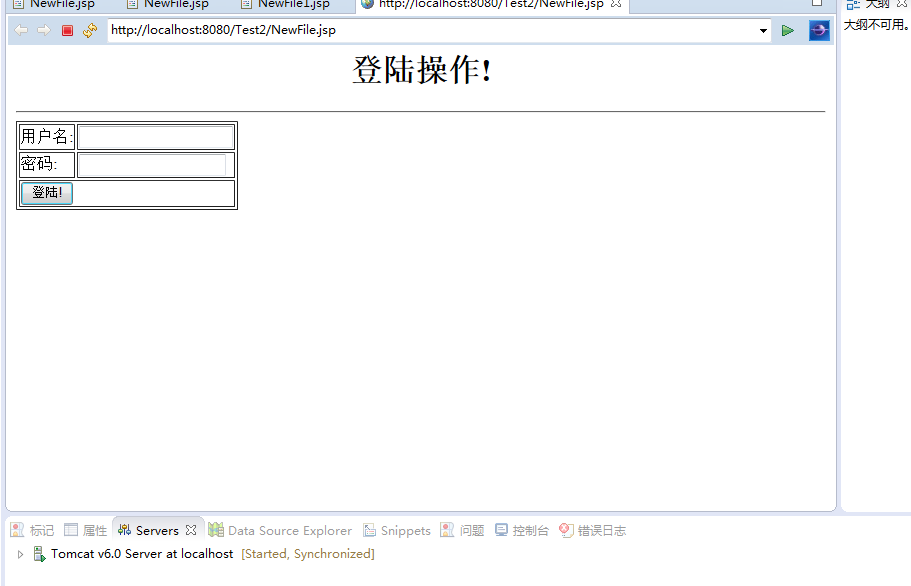 NewFile.jsp NewFile.jsp NewFile1.jsp http://localhost:8080/Test2/NewFile.jsp 大纲
http://localhost:8080/Test2/NewFile.jsp
大纲不可用。
登陆操作!
用户名:
密码:
登陆!
标记 属性 Servers Data Source Explorer Snippets 问题 控制台 错误日志
Tomcat v6.0 Server at localhost [Started, Synchronized]